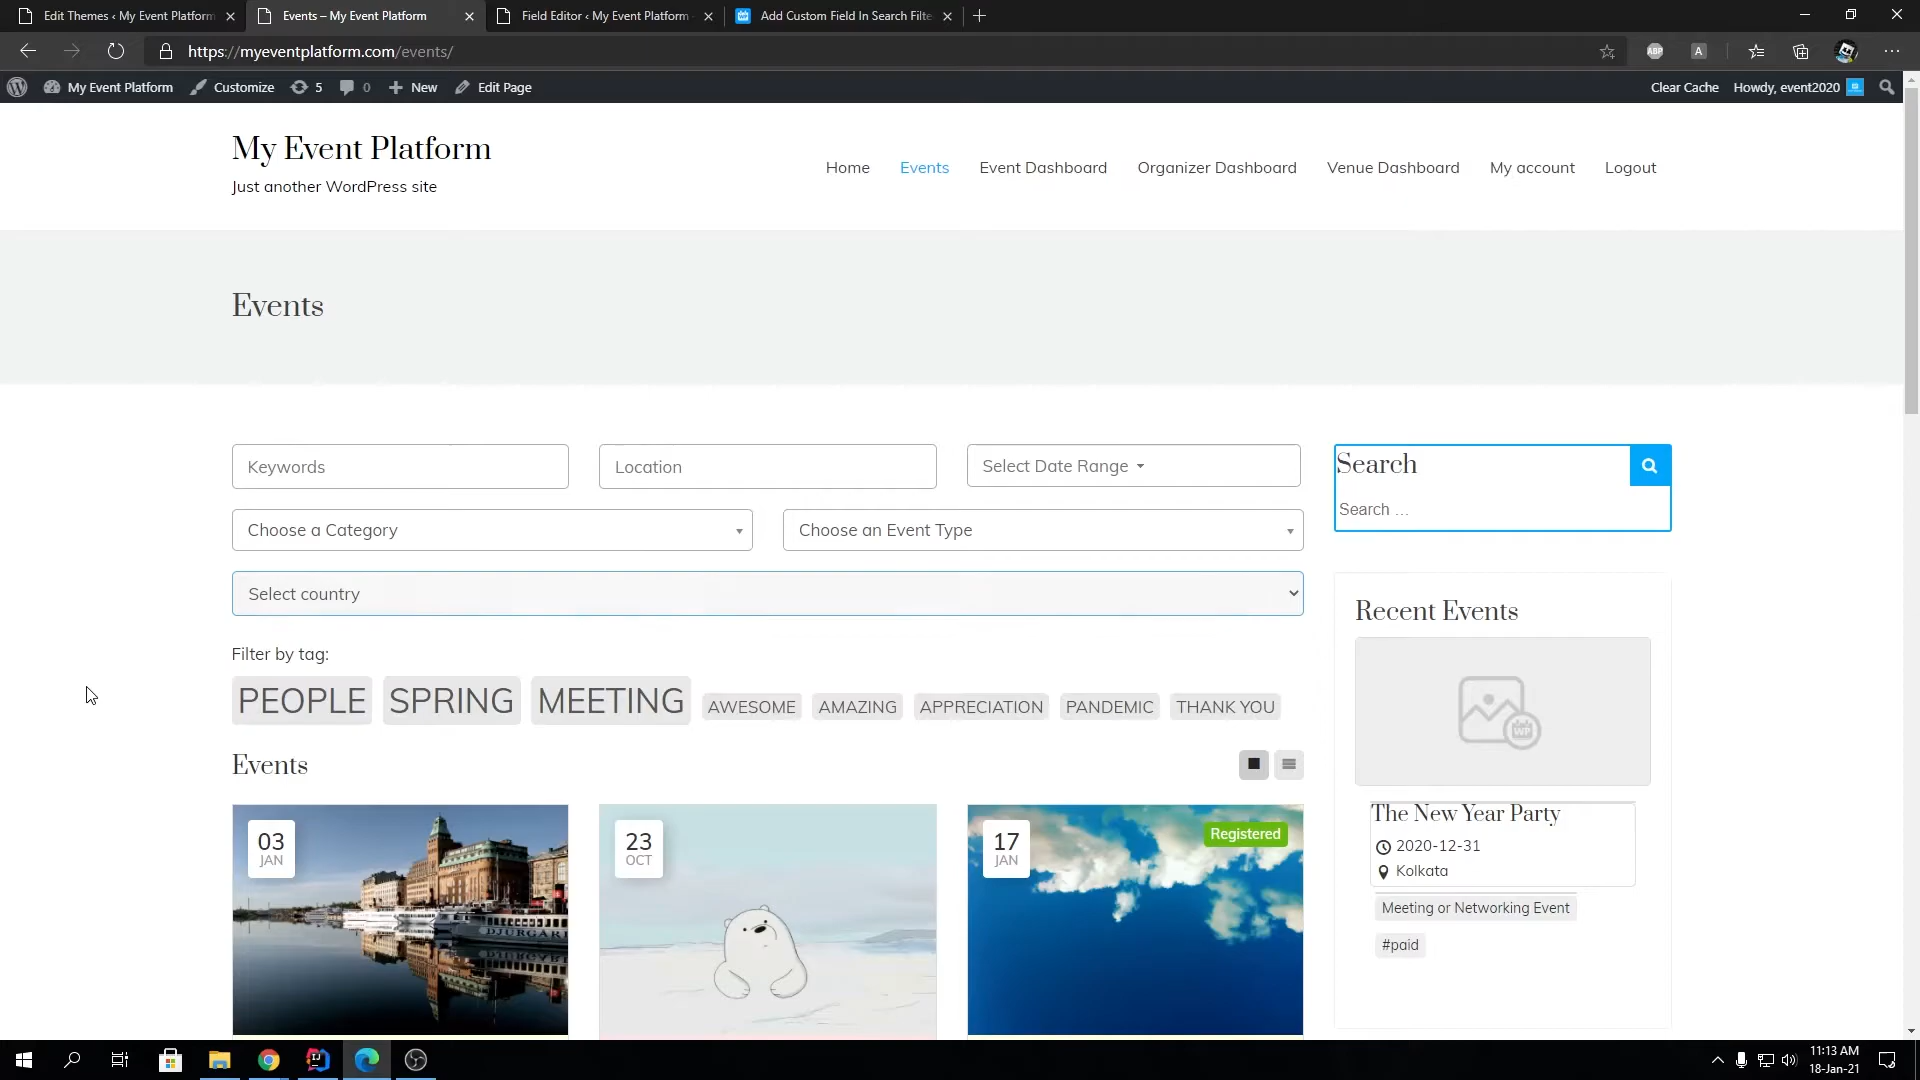 Edit Themes ‹ My Event Platform
Events – My Event Platform
Field Editor ‹ My Event Platform
Add Custom Field In Search Filte
https://myeventplatform.com/events/
My Event Platform
Customize
5
0
New
Edit Page
Clear Cache
Howdy, event2020
My Event Platform
Just another WordPress site
Home
Events
Event Dashboard
Organizer Dashboard
Venue Dashboard
My account
Logout
Events
Keywords
Location
Select Date Range
Choose a Category
Choose an Event Type
Select country
Filter by tag:
PEOPLE SPRING MEETING AWESOME AMAZING APPRECIATION PANDEMIC THANK YOU
Events
03
JAN
DJURGÅR
23
OCT
17
JAN
Registered
Search
Search …
Recent Events
WP
The New Year Party
2020-12-31
Kolkata
Meeting or Networking Event
#paid
11:13 AM
18-Jan-21